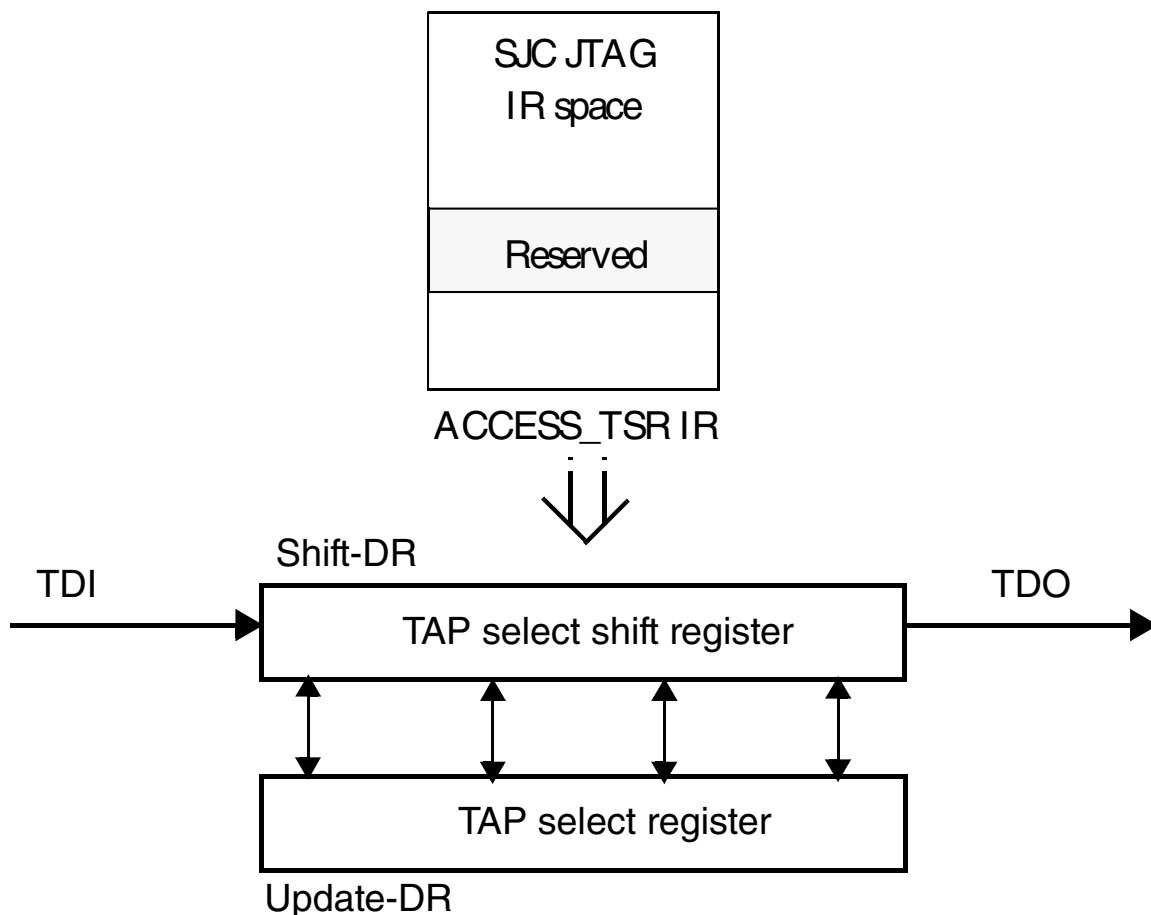 SJC JTAG
IR space
Reserved
ACCESS_TSR IR
Shift-DR
TDI
TDO
TAP select shift register
TAP select register
Update-DR